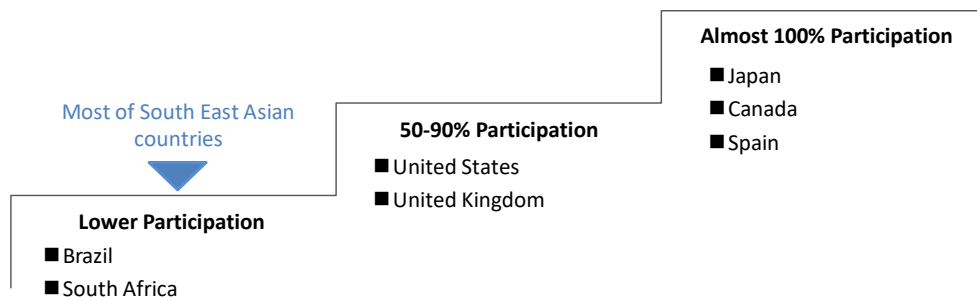 Almost 100% Participation
■ Japan
■ Canada
■ Spain
Most of South East Asian
countries
50-90% Participation
■ United States
■ United Kingdom
Lower Participation
■ Brazil
■ South Africa